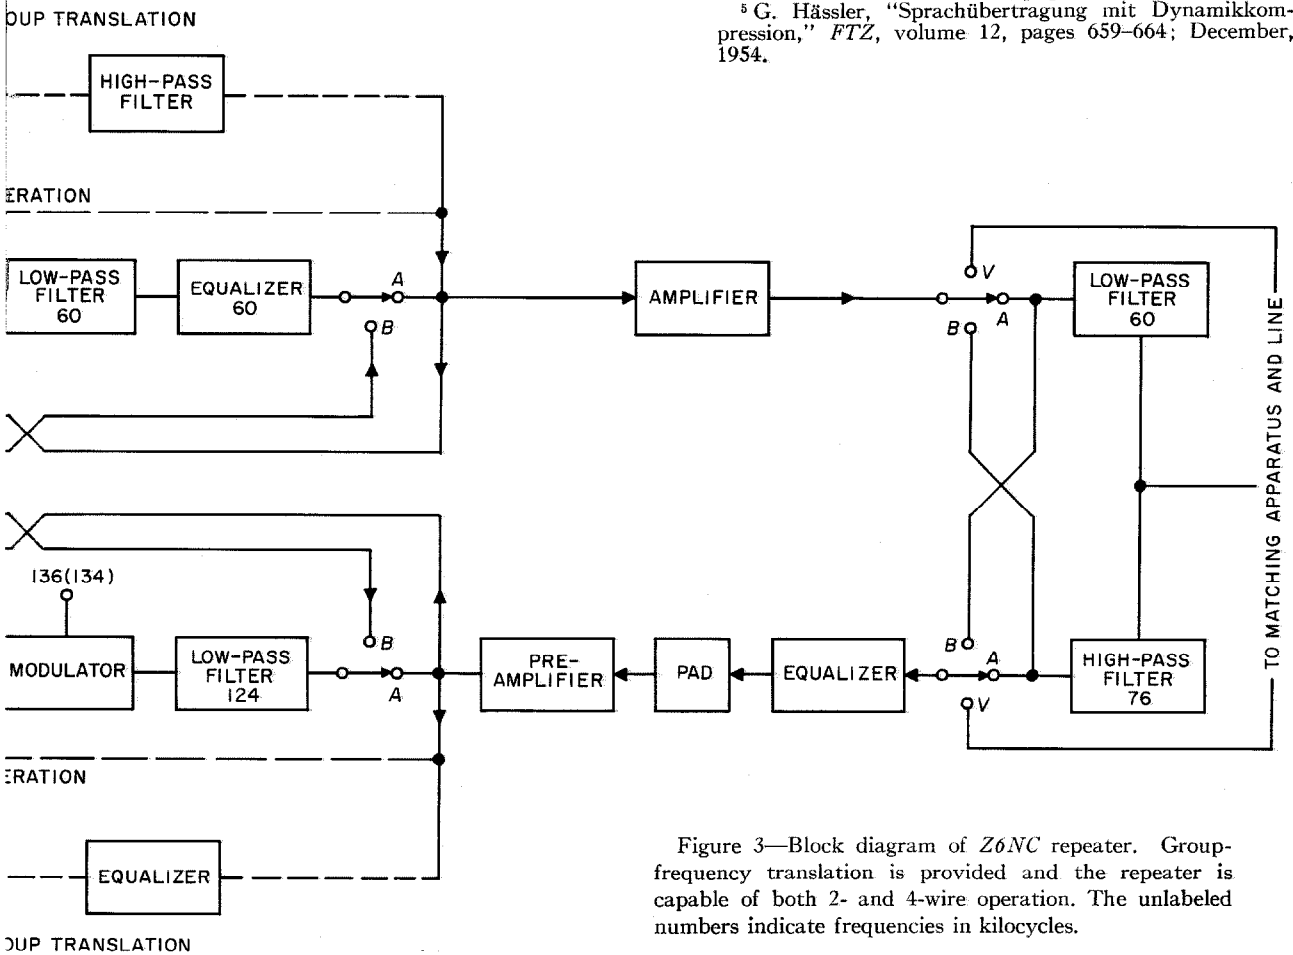 ⁵ G. Hässler, "Sprachübertragung mit Dynamikkom-
pression," FTZ, volume 12, pages 659–664; December,
1954.
OUP TRANSLATION
HIGH-PASS
FILTER
ERATION
LOW-PASS
FILTER
60
EQUALIZER
60
A
B
AMPLIFIER
V
A
B
LOW-PASS
FILTER
60
TO MATCHING APPARATUS AND LINE
136(134)
MODULATOR
LOW-PASS
FILTER
124
B
A
PRE-
AMPLIFIER
PAD
EQUALIZER
B
A
V
HIGH-PASS
FILTER
76
ERATION
EQUALIZER
OUP TRANSLATION
Figure 3—Block diagram of Z6NC repeater. Group-
frequency translation is provided and the repeater is
capable of both 2- and 4-wire operation. The unlabeled
numbers indicate frequencies in kilocycles.